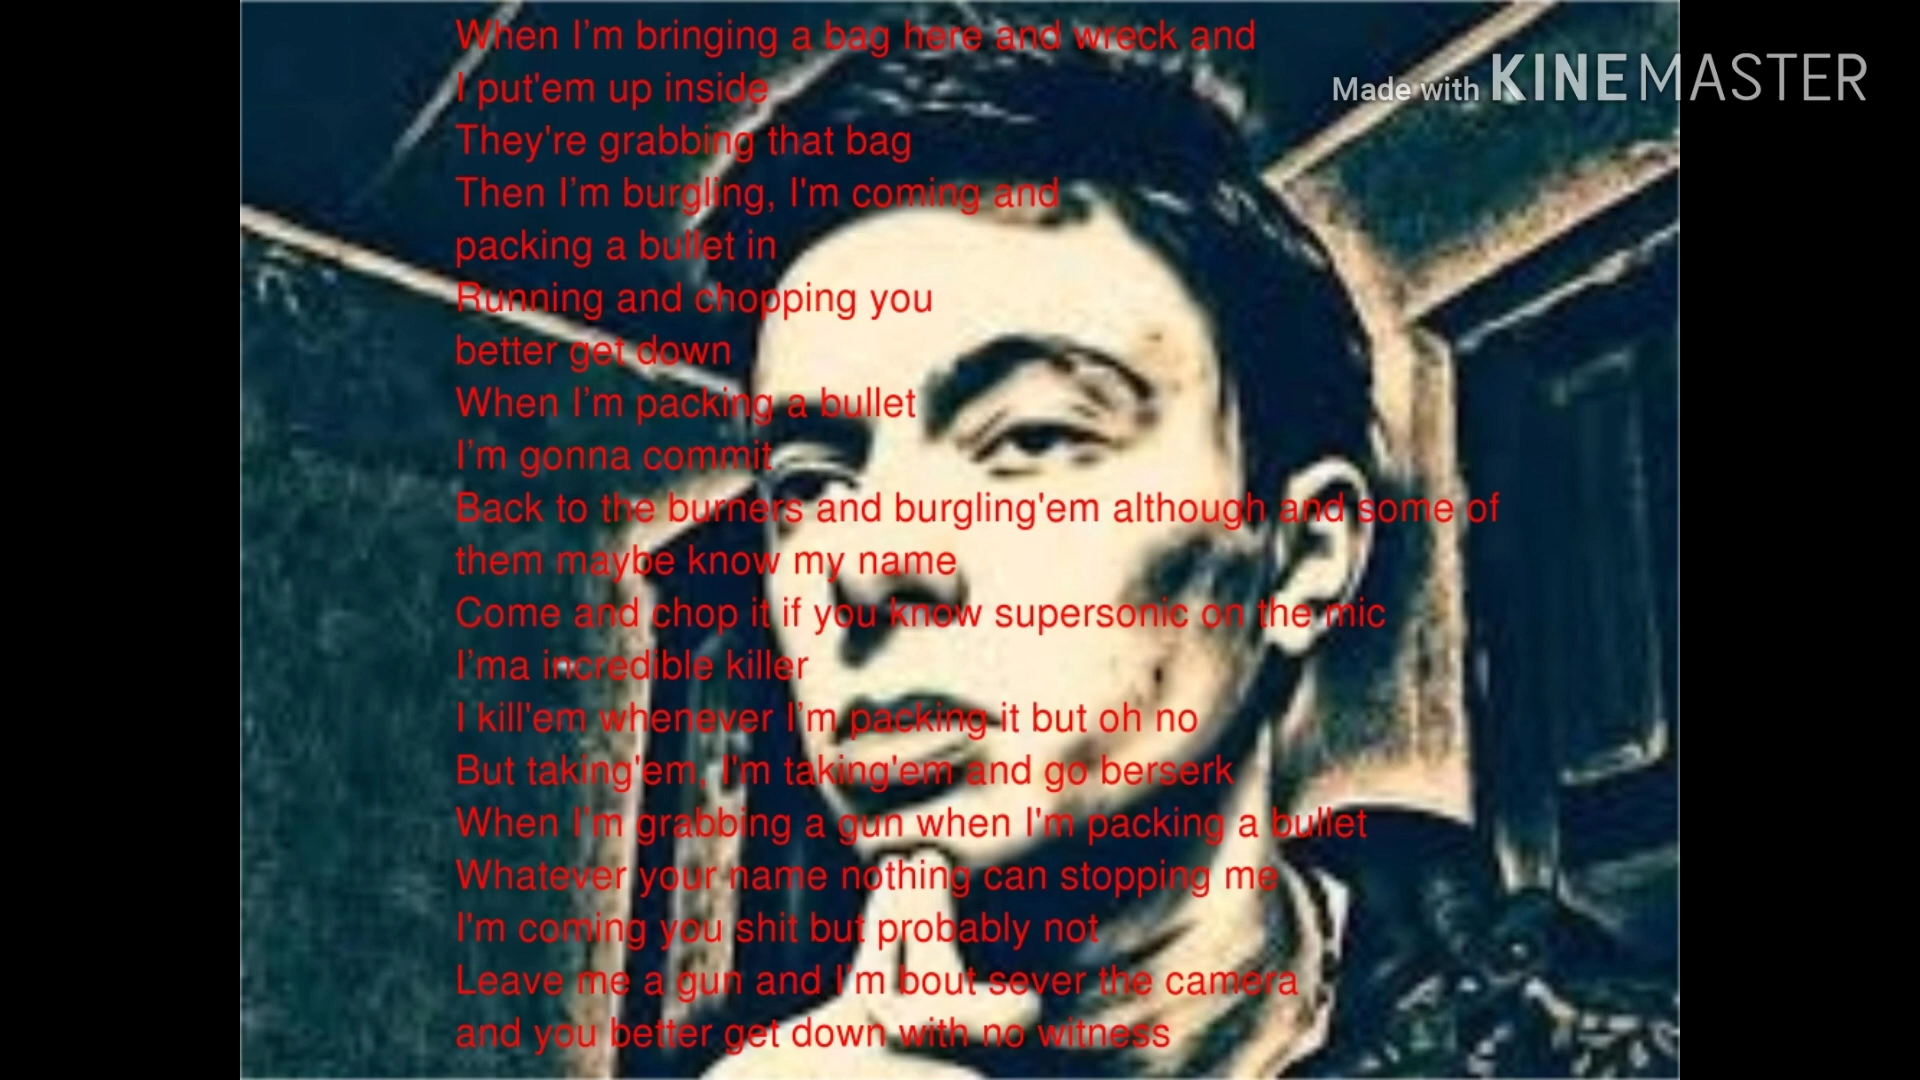 When I’m bringing a bag here and wreck and
I put'em up inside
They're grabbing that bag
Then I’m burgling, I'm coming and
packing a bullet in
Running and chopping you
better get down
When I’m packing a bullet
I’m gonna commit
Back to the burners and burgling'em although and some of
them maybe know my name
Come and chop it if you know supersonic on the mic
I’ma incredible killer
I kill'em whenever I’m packing it but oh no
But taking'em, I'm taking'em and go berserk
When I'm grabbing a gun when I'm packing a bullet
Whatever your name nothing can stopping me
I'm coming you shit but probably not
Leave me a gun and I’m bout sever the camera
and you better get down with no witness
Made with KINEMASTER